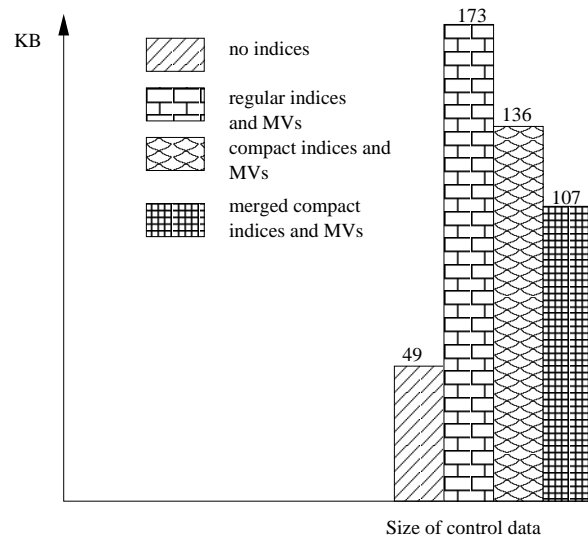 KB
no indices
regular indices
and MVs
compact indices and
MVs
merged compact
indices and MVs
49
173
136
107
Size of control data